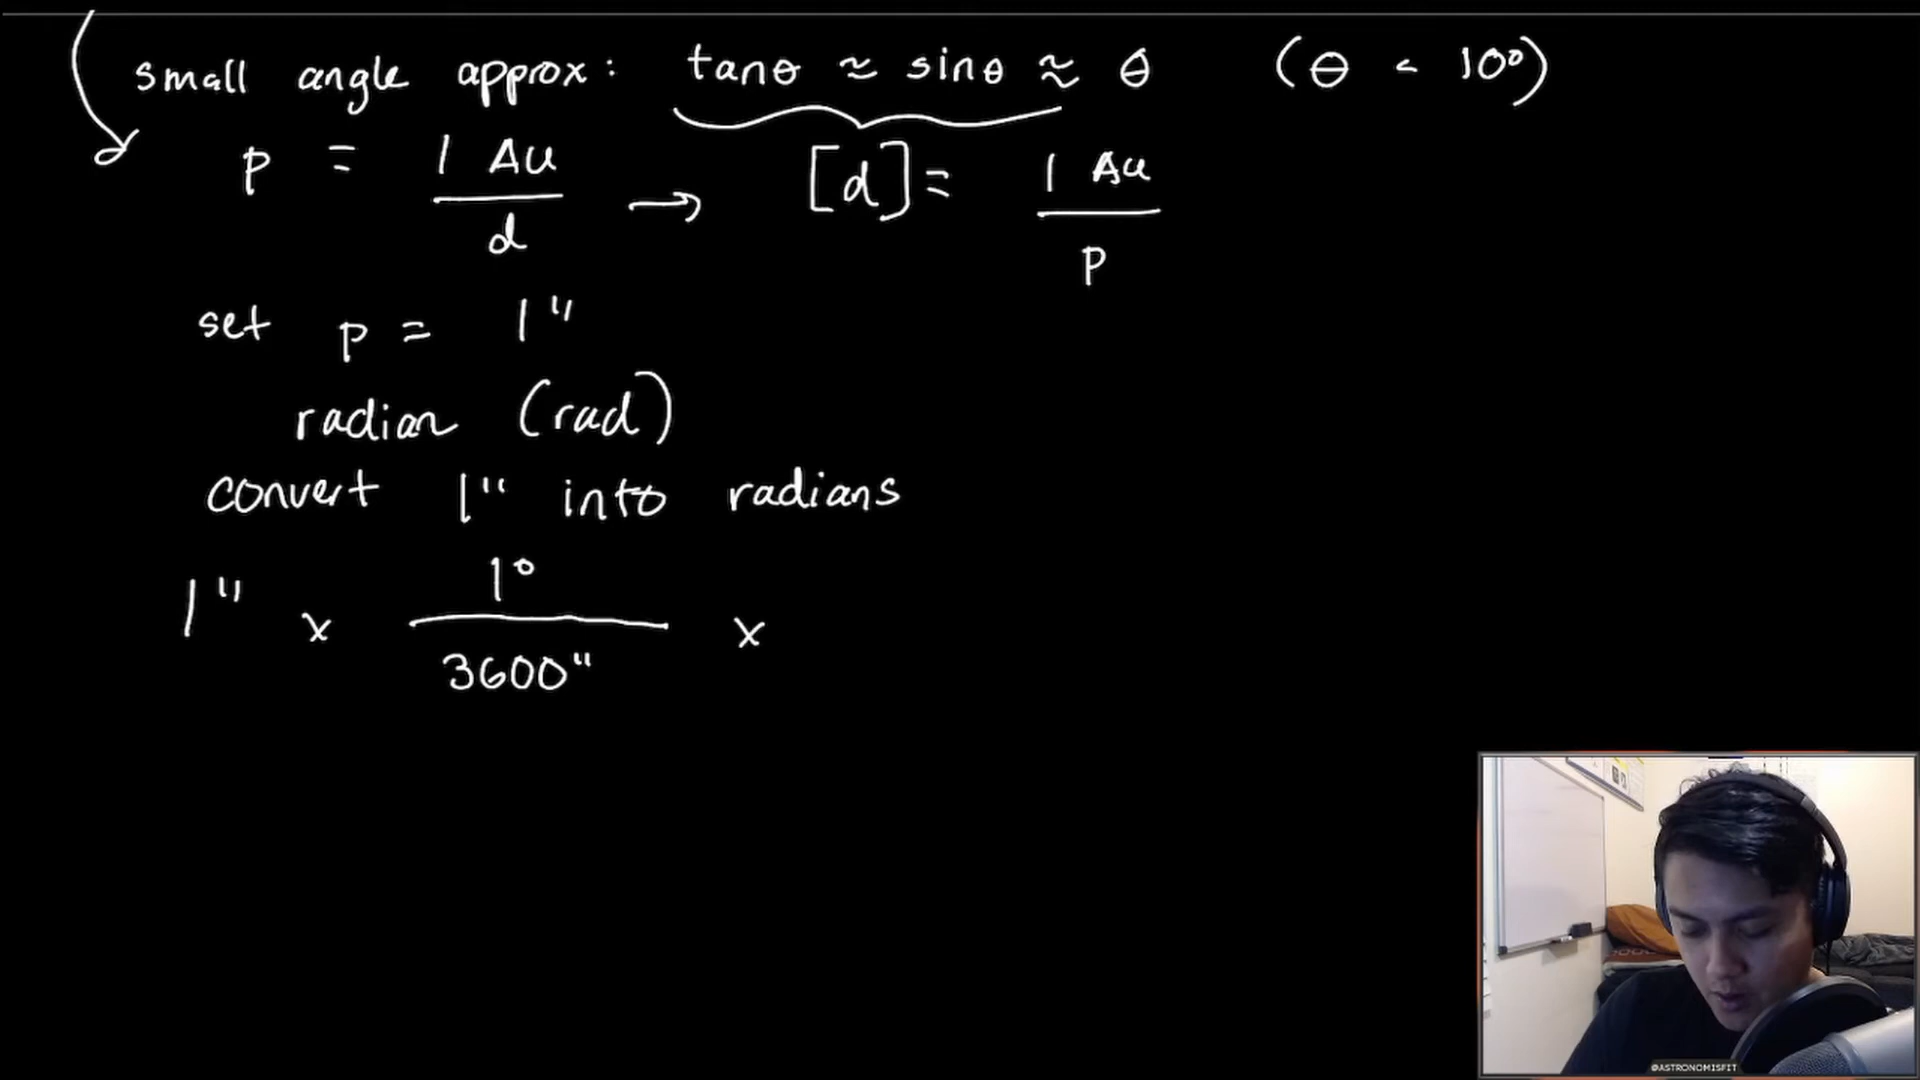 small angle approx: tanθ ≈ sinθ ≈ θ (θ < 10°)
p = 1 AU / d → [d] = 1 AU / p
set p = 1"
radian (rad)
convert 1" into radians
1" x 1° / 3600" x
@ASTRONOMISFIT